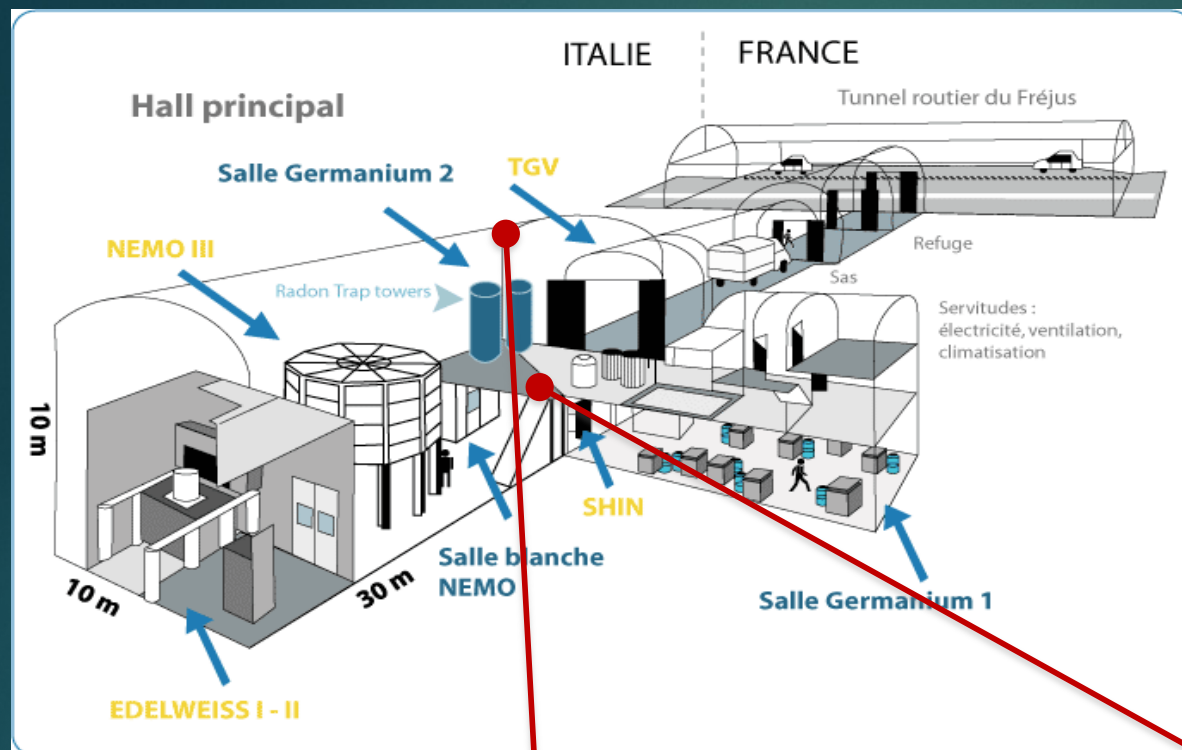 ITALIE
FRANCE
Hall principal
Tunnel routier du Fréjus
Salle Germanium 2
TGV
NEMO III
Radon Trap towers
Refuge
Sas
Servitudes :
électricité, ventilation,
climatisation
10 m
SHIN
Salle blanche
NEMO
10 m
30 m
Salle Germanium 1
EDELWEISS I - II